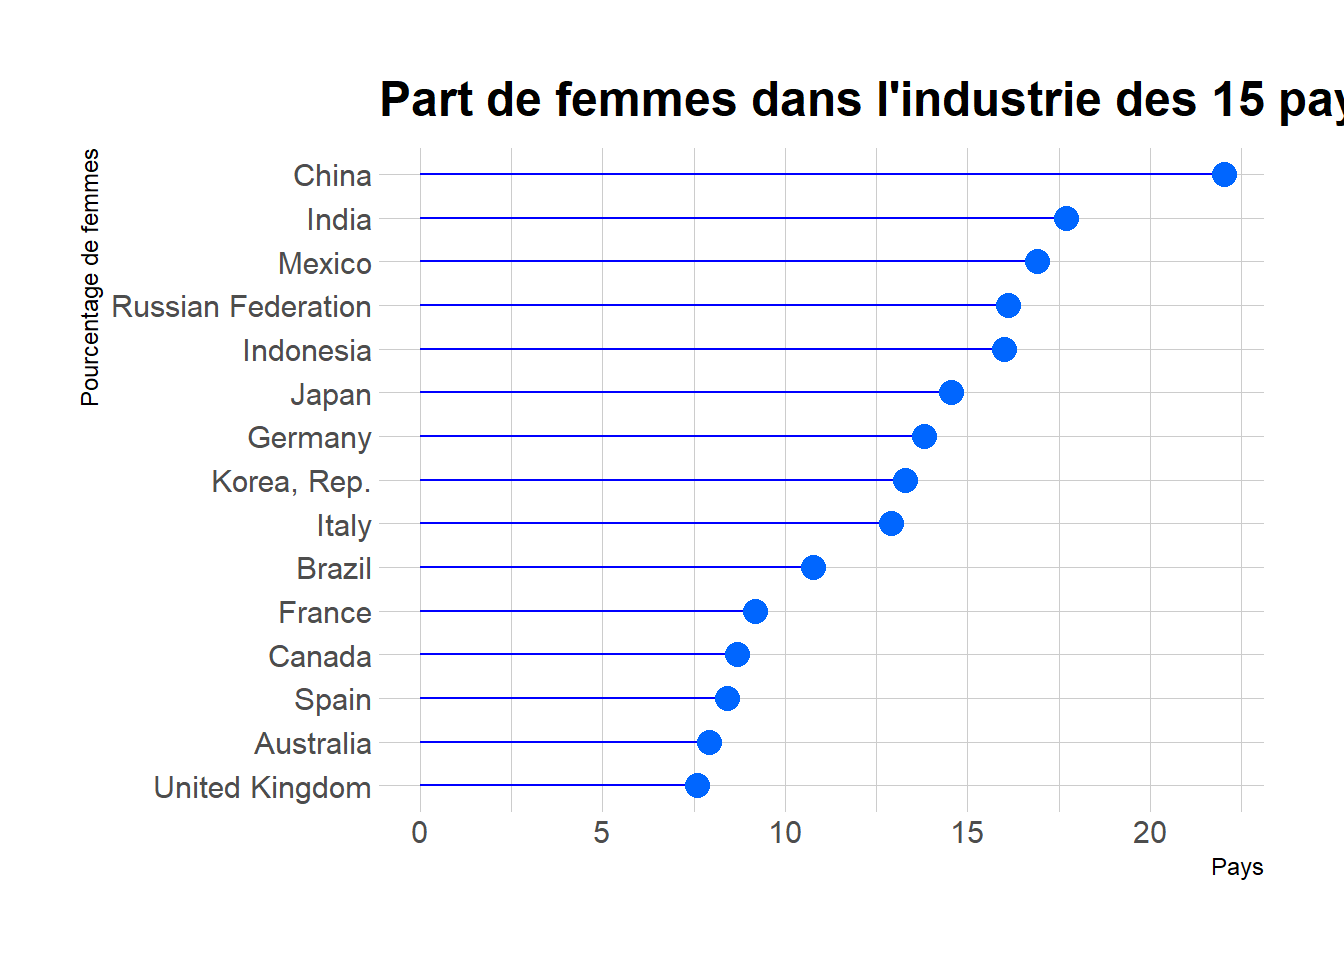 Part de femmes dans l'industrie des 15
Pourcentage de femmes
China
India
Mexico
Russian Federation
Indonesia
Japan
Germany
Korea, Rep.
Italy
Brazil
France
Canada
Spain
Australia
United Kingdom
0 5 10 15 20
Pays